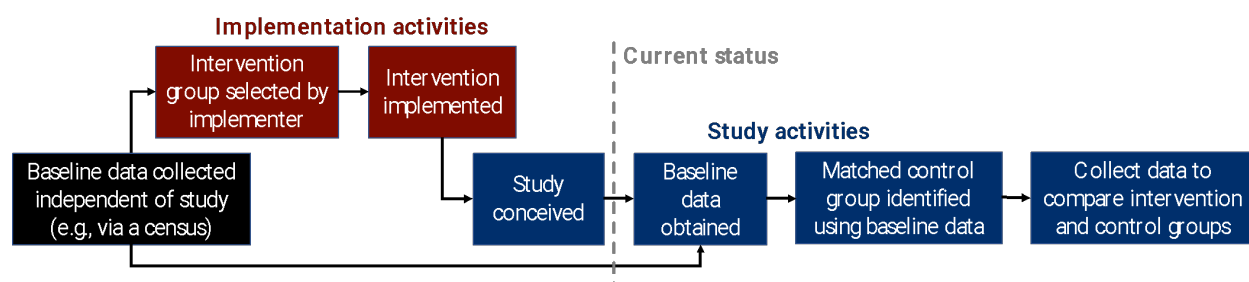 Implementation activities
Intervention
group selected by
implementer
Intervention
implemented
Current status
Study activities
Baseline data collected
independent of study
(e.g., via a census)
Study
conceived
Baseline
data
obtained
Matched control
group identified
using baseline data
Collect data to
compare intervention
and control groups